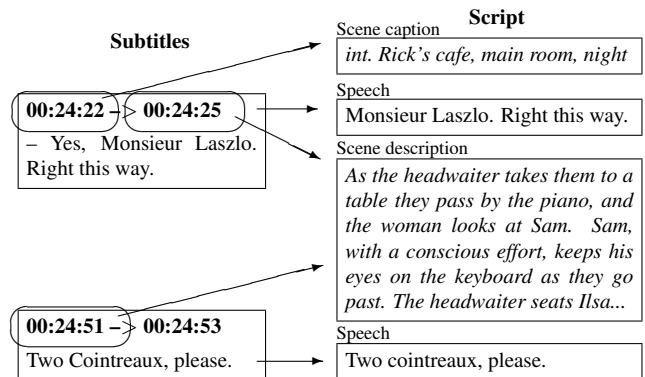 Subtitles
00:24:22 –> 00:24:25
– Yes, Monsieur Laszlo.
Right this way.
00:24:51 –> 00:24:53
Two Cointreaux, please.
Script
Scene caption
int. Rick's cafe, main room, night
Speech
Monsieur Laszlo. Right this way.
Scene description
As the headwaiter takes them to a
table they pass by the piano, and
the woman looks at Sam. Sam,
with a conscious effort, keeps his
eyes on the keyboard as they go
past. The headwaiter seats Ilsa...
Speech
Two cointreaux, please.